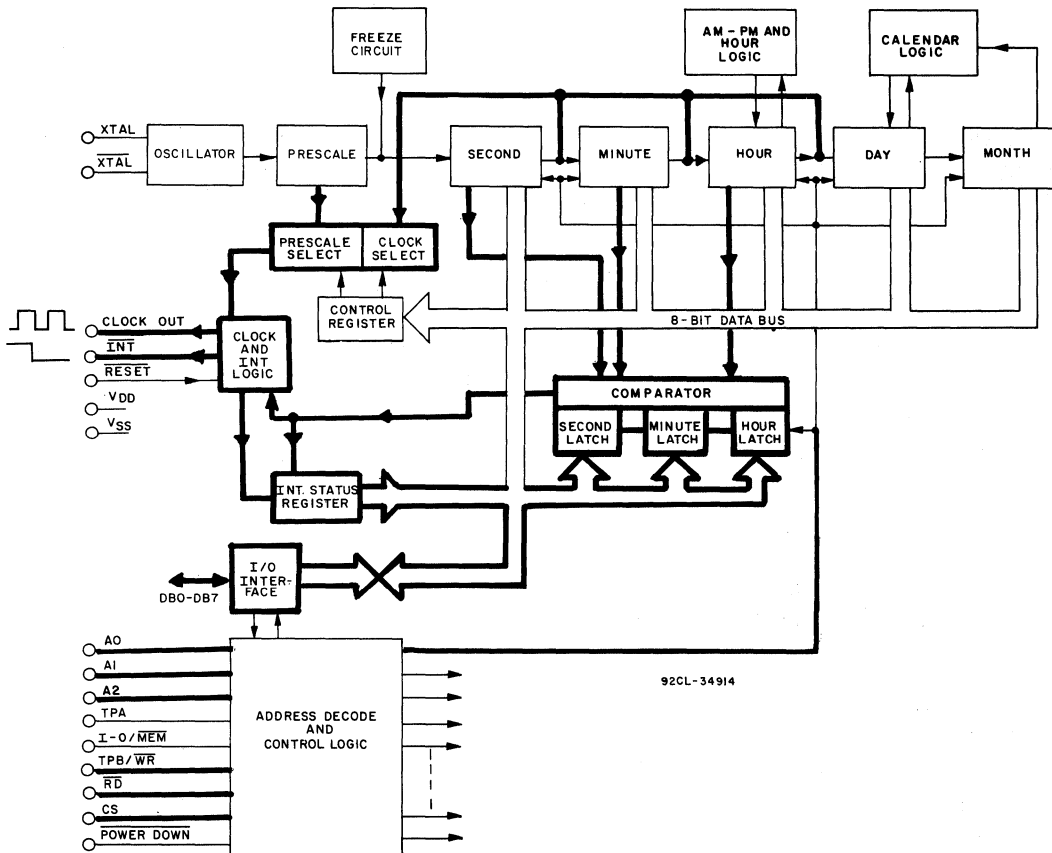 FREEZE
CIRCUIT
AM-PM AND
HOUR
LOGIC
CALENDAR
LOGIC
XTAL
XTAL
OSCILLATOR
PRESCALE
SECOND
MINUTE
HOUR
DAY
MONTH
PRESCALE
SELECT
CLOCK
SELECT
CONTROL
REGISTER
8-BIT DATA BUS
CLOCK OUT
INT
RESET
VDD
VSS
CLOCK
AND
INT
LOGIC
COMPARATOR
SECOND
LATCH
MINUTE
LATCH
HOUR
LATCH
INT. STATUS
REGISTER
I/O
INTER-
FACE
DB0-DB7
A0
A1
A2
TPA
I-O/MEM
TPB/WR
RD
CS
POWER DOWN
ADDRESS DECODE
AND
CONTROL LOGIC
92CL-34914